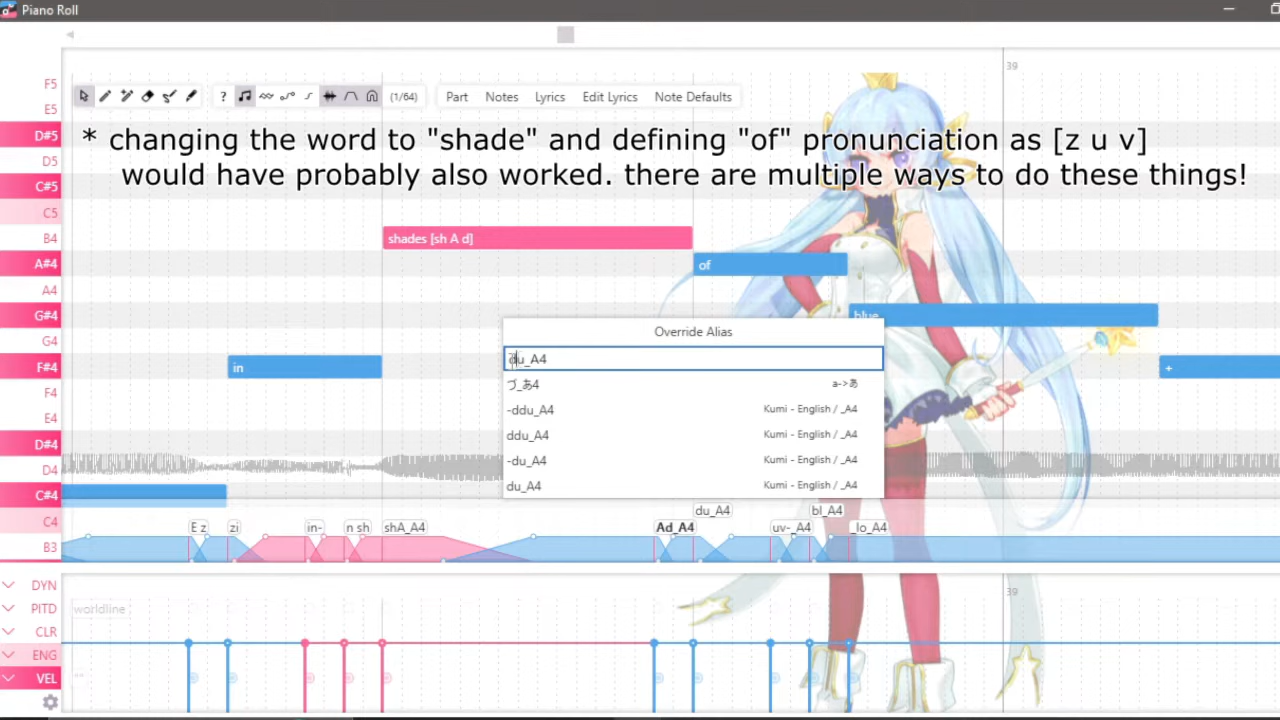 Piano Roll
39
F5
E5
D#5
D5
C#5
C5
B4
A#4
A4
G#4
G4
F#4
F4
E4
D#4
D4
C#4
C4
B3
? (1/64) Part Notes Lyrics Edit Lyrics Note Defaults
* changing the word to "shade" and defining "of" pronunciation as [z u v]
would have probably also worked. there are multiple ways to do these things!
shades [sh A d]
of
blue
in
+
Override Alias
du_A4
づ_あ4 a->あ
-ddu_A4 Kumi - English / _A4
ddu_A4 Kumi - English / _A4
-du_A4 Kumi - English / _A4
du_A4 Kumi - English / _A4
du_A4 bl_A4
E z zi in- n sh shA_A4 Ad_A4 uv-_A4 _lo_A4
39
DYN
PITD worldline
CLR
ENG
VEL